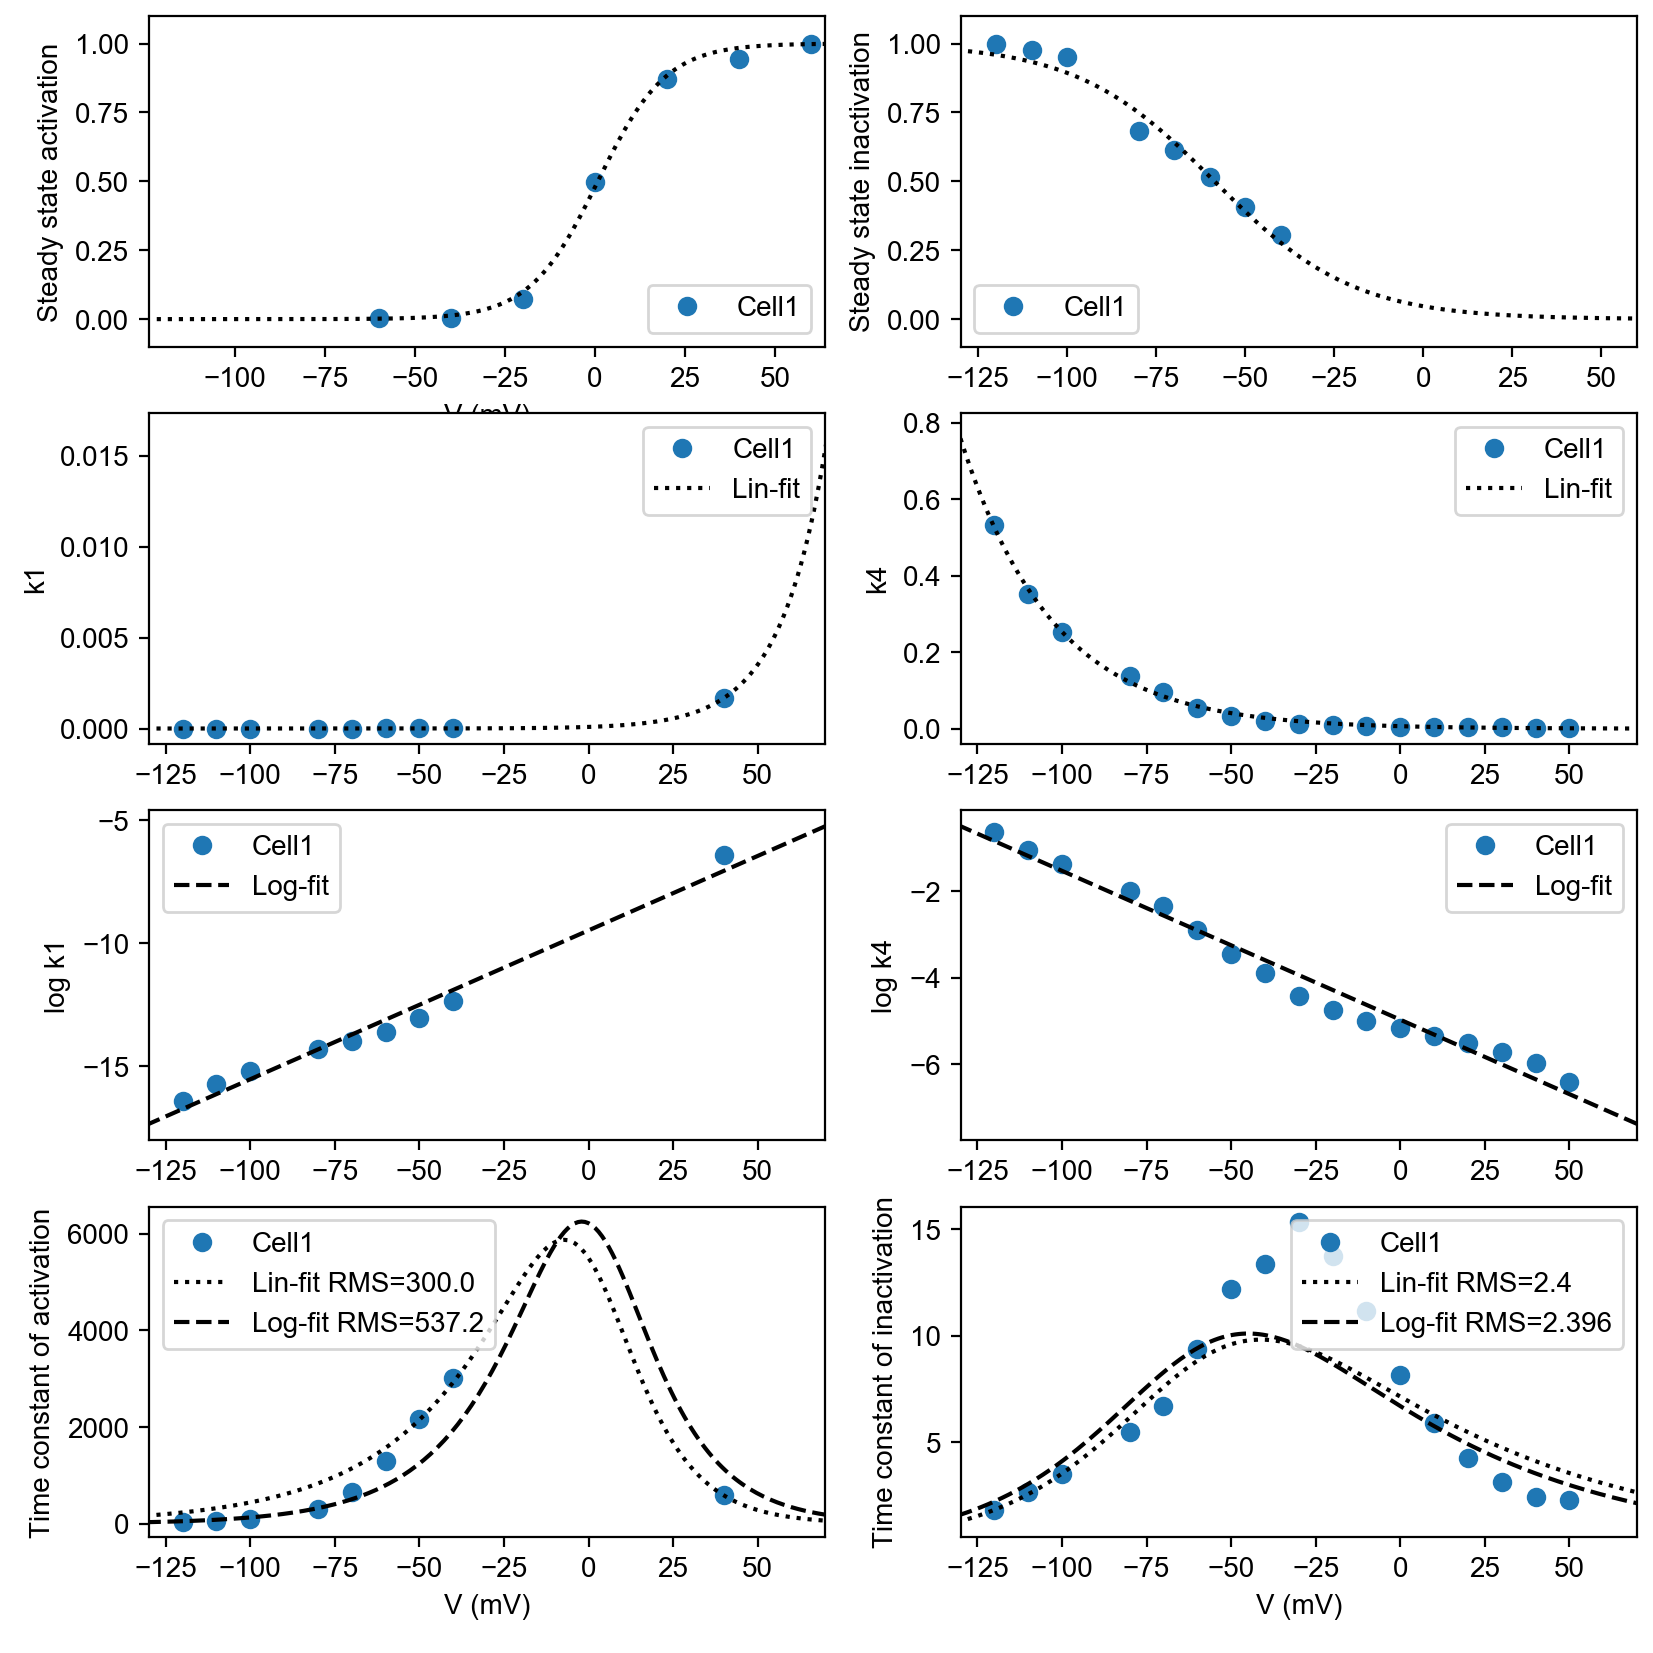 Steady state activation
1.00
0.75
0.50
0.25
0.00
Cell1
−100 −75 −50 −25 0 25 50
V (mV)
Steady state inactivation
1.00
0.75
0.50
0.25
0.00
Cell1
−125 −100 −75 −50 −25 0 25 50
k1
0.015
0.010
0.005
0.000
Cell1
Lin-fit
−125 −100 −75 −50 −25 0 25 50
k4
0.8
0.6
0.4
0.2
0.0
Cell1
Lin-fit
−125 −100 −75 −50 −25 0 25 50
log k1
−5
−10
−15
Cell1
Log-fit
−125 −100 −75 −50 −25 0 25 50
log k4
−2
−4
−6
Cell1
Log-fit
−125 −100 −75 −50 −25 0 25 50
Time constant of activation
6000
4000
2000
0
Cell1
Lin-fit RMS=300.0
Log-fit RMS=537.2
−125 −100 −75 −50 −25 0 25 50
V (mV)
Time constant of inactivation
15
10
5
Cell1
Lin-fit RMS=2.4
Log-fit RMS=2.396
−125 −100 −75 −50 −25 0 25 50
V (mV)